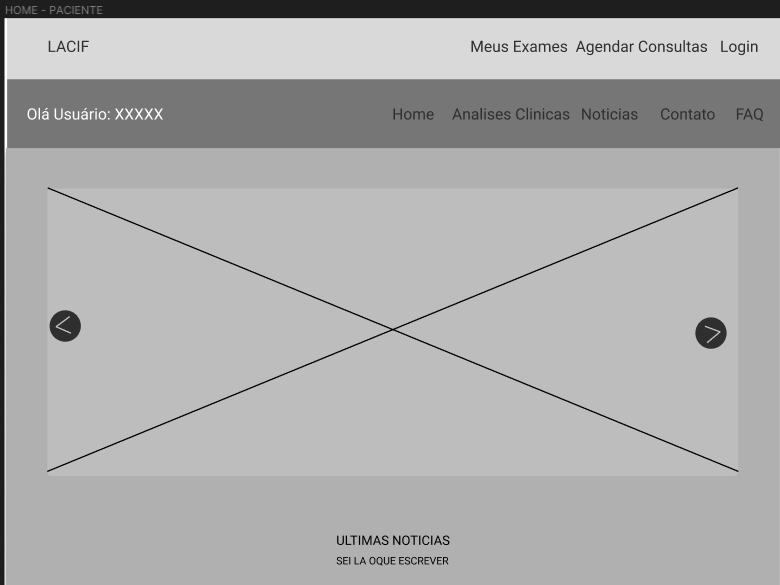 HOME - PACIENTE
LACIF
Meus Exames Agendar Consultas Login
Olá Usuário: XXXXX
Home Analises Clinicas Noticias Contato FAQ
ULTIMAS NOTICIAS
SEI LA OQUE ESCREVER